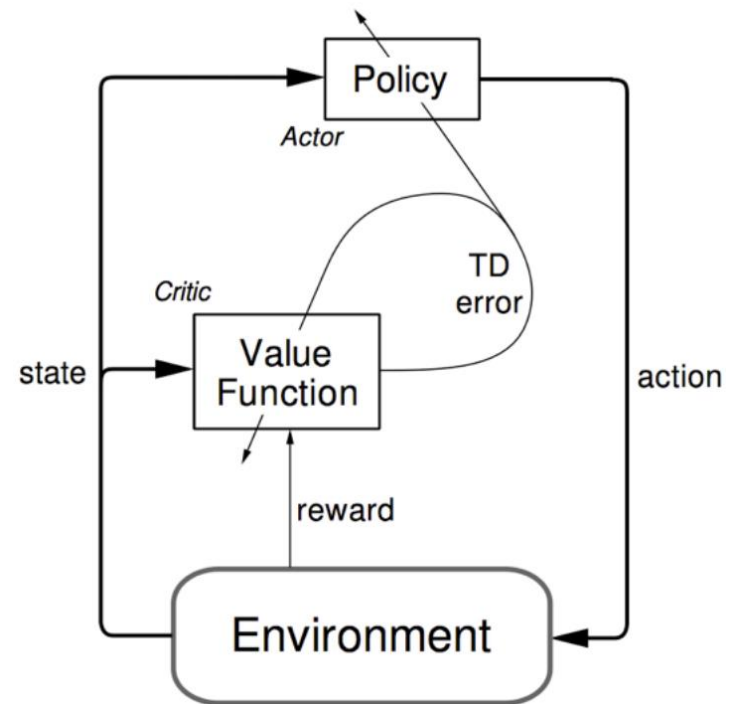 Policy
Actor
TD
error
Critic
Value
Function
state
action
reward
Environment